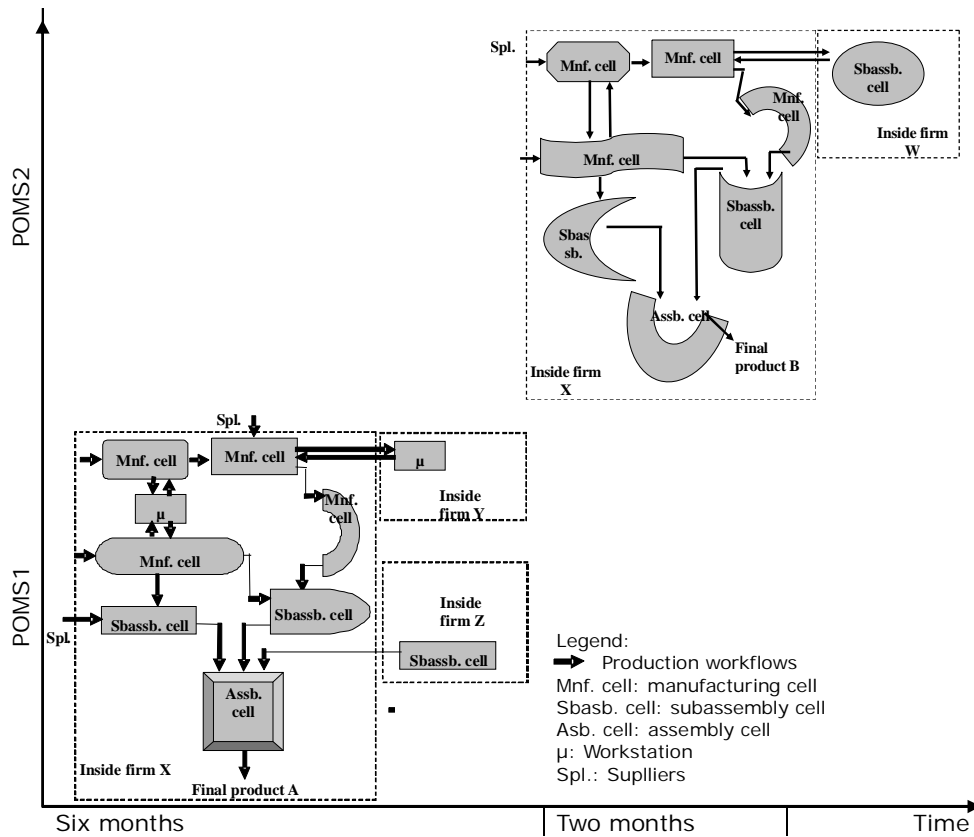 POMS2
Spl.
Mnf. cell
Mnf. cell
Sbassb.
cell
Mnf.
cell
Inside firm
W
Mnf. cell
Sbassb.
cell
Sbas
sb.
Assb. cell
Final
product B
Inside firm
X
POMS1
Spl.
Mnf. cell
Mnf. cell
µ
Inside
firm Y
Mnf.
cell
µ
Mnf. cell
Inside
firm Z
Sbassb. cell
Sbassb. cell
Spl.
Sbassb. cell
Assb.
cell
Inside firm X
Final product A
Legend:
Production workflows
Mnf. cell: manufacturing cell
Sbasb. cell: subassembly cell
Asb. cell: assembly cell
µ: Workstation
Spl.: Suplliers
Six months
Two months
Time